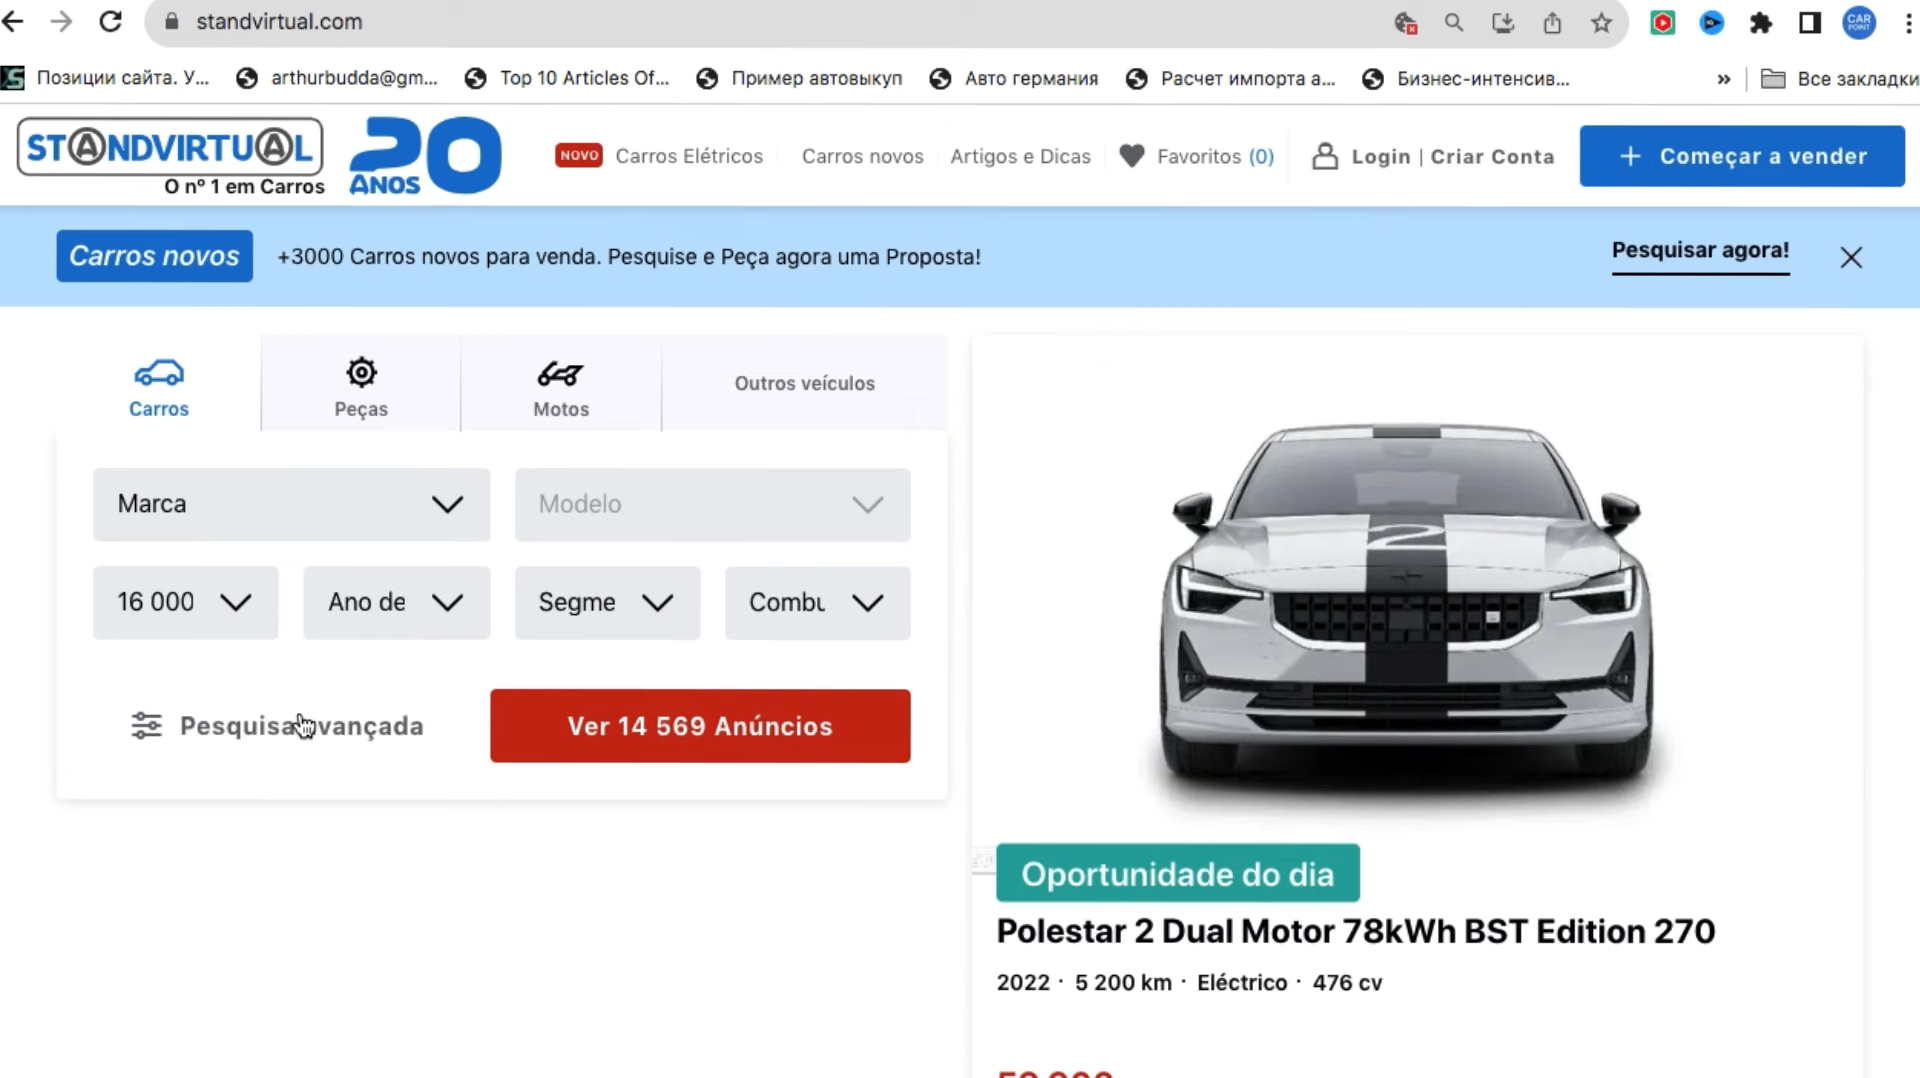 standvirtual.com
CAR POINT
Позиции сайта. У...
arthurbudda@gm...
Top 10 Articles Of...
Пример автовыкуп
Авто германия
Расчет импорта а...
Бизнес-интенсив...
»
Все закладки
STANDVIRTUAL
O nº 1 em Carros
20 ANOS
NOVO
Carros Elétricos
Carros novos
Artigos e Dicas
Favoritos (0)
Login | Criar Conta
+ Começar a vender
Carros novos
+3000 Carros novos para venda. Pesquise e Peça agora uma Proposta!
Pesquisar agora!
Carros
Peças
Motos
Outros veículos
Marca
Modelo
16 000
Ano de
Segme
Combu
Pesquisa avançada
Ver 14 569 Anúncios
2
Oportunidade do dia
Polestar 2 Dual Motor 78kWh BST Edition 270
2022 · 5 200 km · Eléctrico · 476 cv